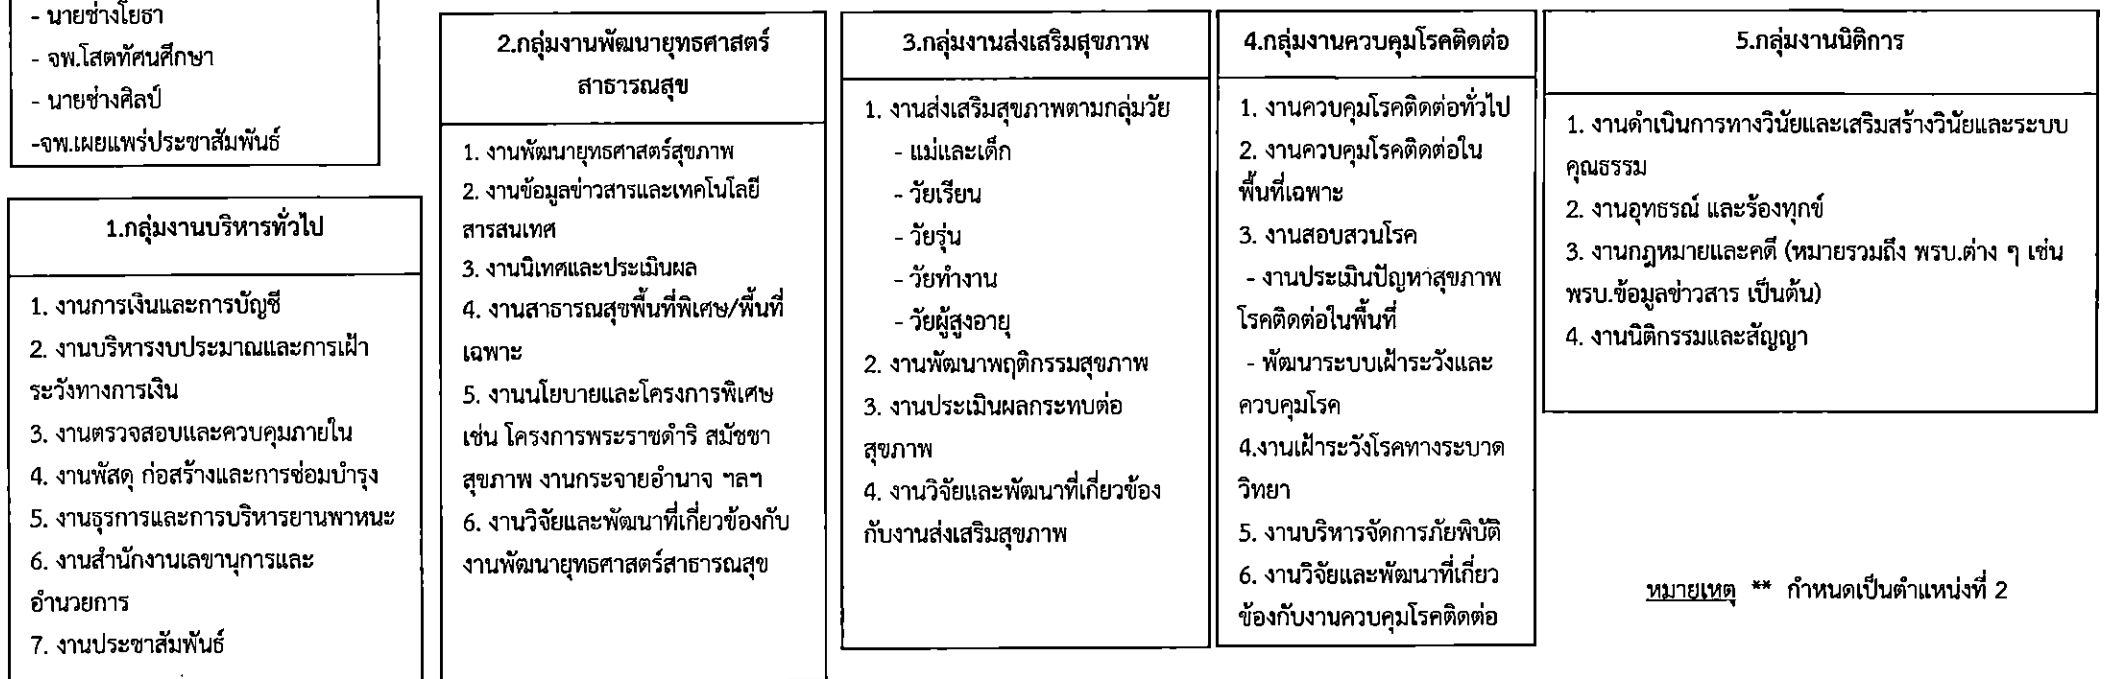 - นายช่างโยธา
- จพ.โสตทัศนศึกษา
- นายช่างศิลป์
-จพ.เผยแพร่ประชาสัมพันธ์
1.กลุ่มงานบริหารทั่วไป
1. งานการเงินและการบัญชี
2. งานบริหารงบประมาณและการเฝ้า
ระวังทางการเงิน
3. งานตรวจสอบและควบคุมภายใน
4. งานพัสดุ ก่อสร้างและการซ่อมบำรุง
5. งานธุรการและการบริหารยานพาหนะ
6. งานสำนักงานเลขานุการและ
อำนวยการ
7. งานประชาสัมพันธ์
2.กลุ่มงานพัฒนายุทธศาสตร์
สาธารณสุข
1. งานพัฒนายุทธศาสตร์สุขภาพ
2. งานข้อมูลข่าวสารและเทคโนโลยี
สารสนเทศ
3. งานนิเทศและประเมินผล
4. งานสาธารณสุขพื้นที่พิเศษ/พื้นที่
เฉพาะ
5. งานนโยบายและโครงการพิเศษ
เช่น โครงการพระราชดำริ สมัชชา
สุขภาพ งานกระจายอำนาจ ฯลฯ
6. งานวิจัยและพัฒนาที่เกี่ยวข้องกับ
งานพัฒนายุทธศาสตร์สาธารณสุข
3.กลุ่มงานส่งเสริมสุขภาพ
1. งานส่งเสริมสุขภาพตามกลุ่มวัย
- แม่และเด็ก
- วัยเรียน
- วัยรุ่น
- วัยทำงาน
- วัยผู้สูงอายุ
2. งานพัฒนาพฤติกรรมสุขภาพ
3. งานประเมินผลกระทบต่อ
สุขภาพ
4. งานวิจัยและพัฒนาที่เกี่ยวข้อง
กับงานส่งเสริมสุขภาพ
4.กลุ่มงานควบคุมโรคติดต่อ
1. งานควบคุมโรคติดต่อทั่วไป
2. งานควบคุมโรคติดต่อใน
พื้นที่เฉพาะ
3. งานสอบสวนโรค
- งานประเมินปัญหาสุขภาพ
โรคติดต่อในพื้นที่
- พัฒนาระบบเฝ้าระวังและ
ควบคุมโรค
4.งานเฝ้าระวังโรคทางระบาด
วิทยา
5. งานบริหารจัดการภัยพิบัติ
6. งานวิจัยและพัฒนาที่เกี่ยว
ข้องกับงานควบคุมโรคติดต่อ
5.กลุ่มงานนิติการ
1. งานดำเนินการทางวินัยและเสริมสร้างวินัยและระบบ
คุณธรรม
2. งานอุทธรณ์ และร้องทุกข์
3. งานกฎหมายและคดี (หมายรวมถึง พรบ.ต่าง ๆ เช่น
พรบ.ข้อมูลข่าวสาร เป็นต้น)
4. งานนิติกรรมและสัญญา
หมายเหตุ ** กำหนดเป็นตำแหน่งที่ 2